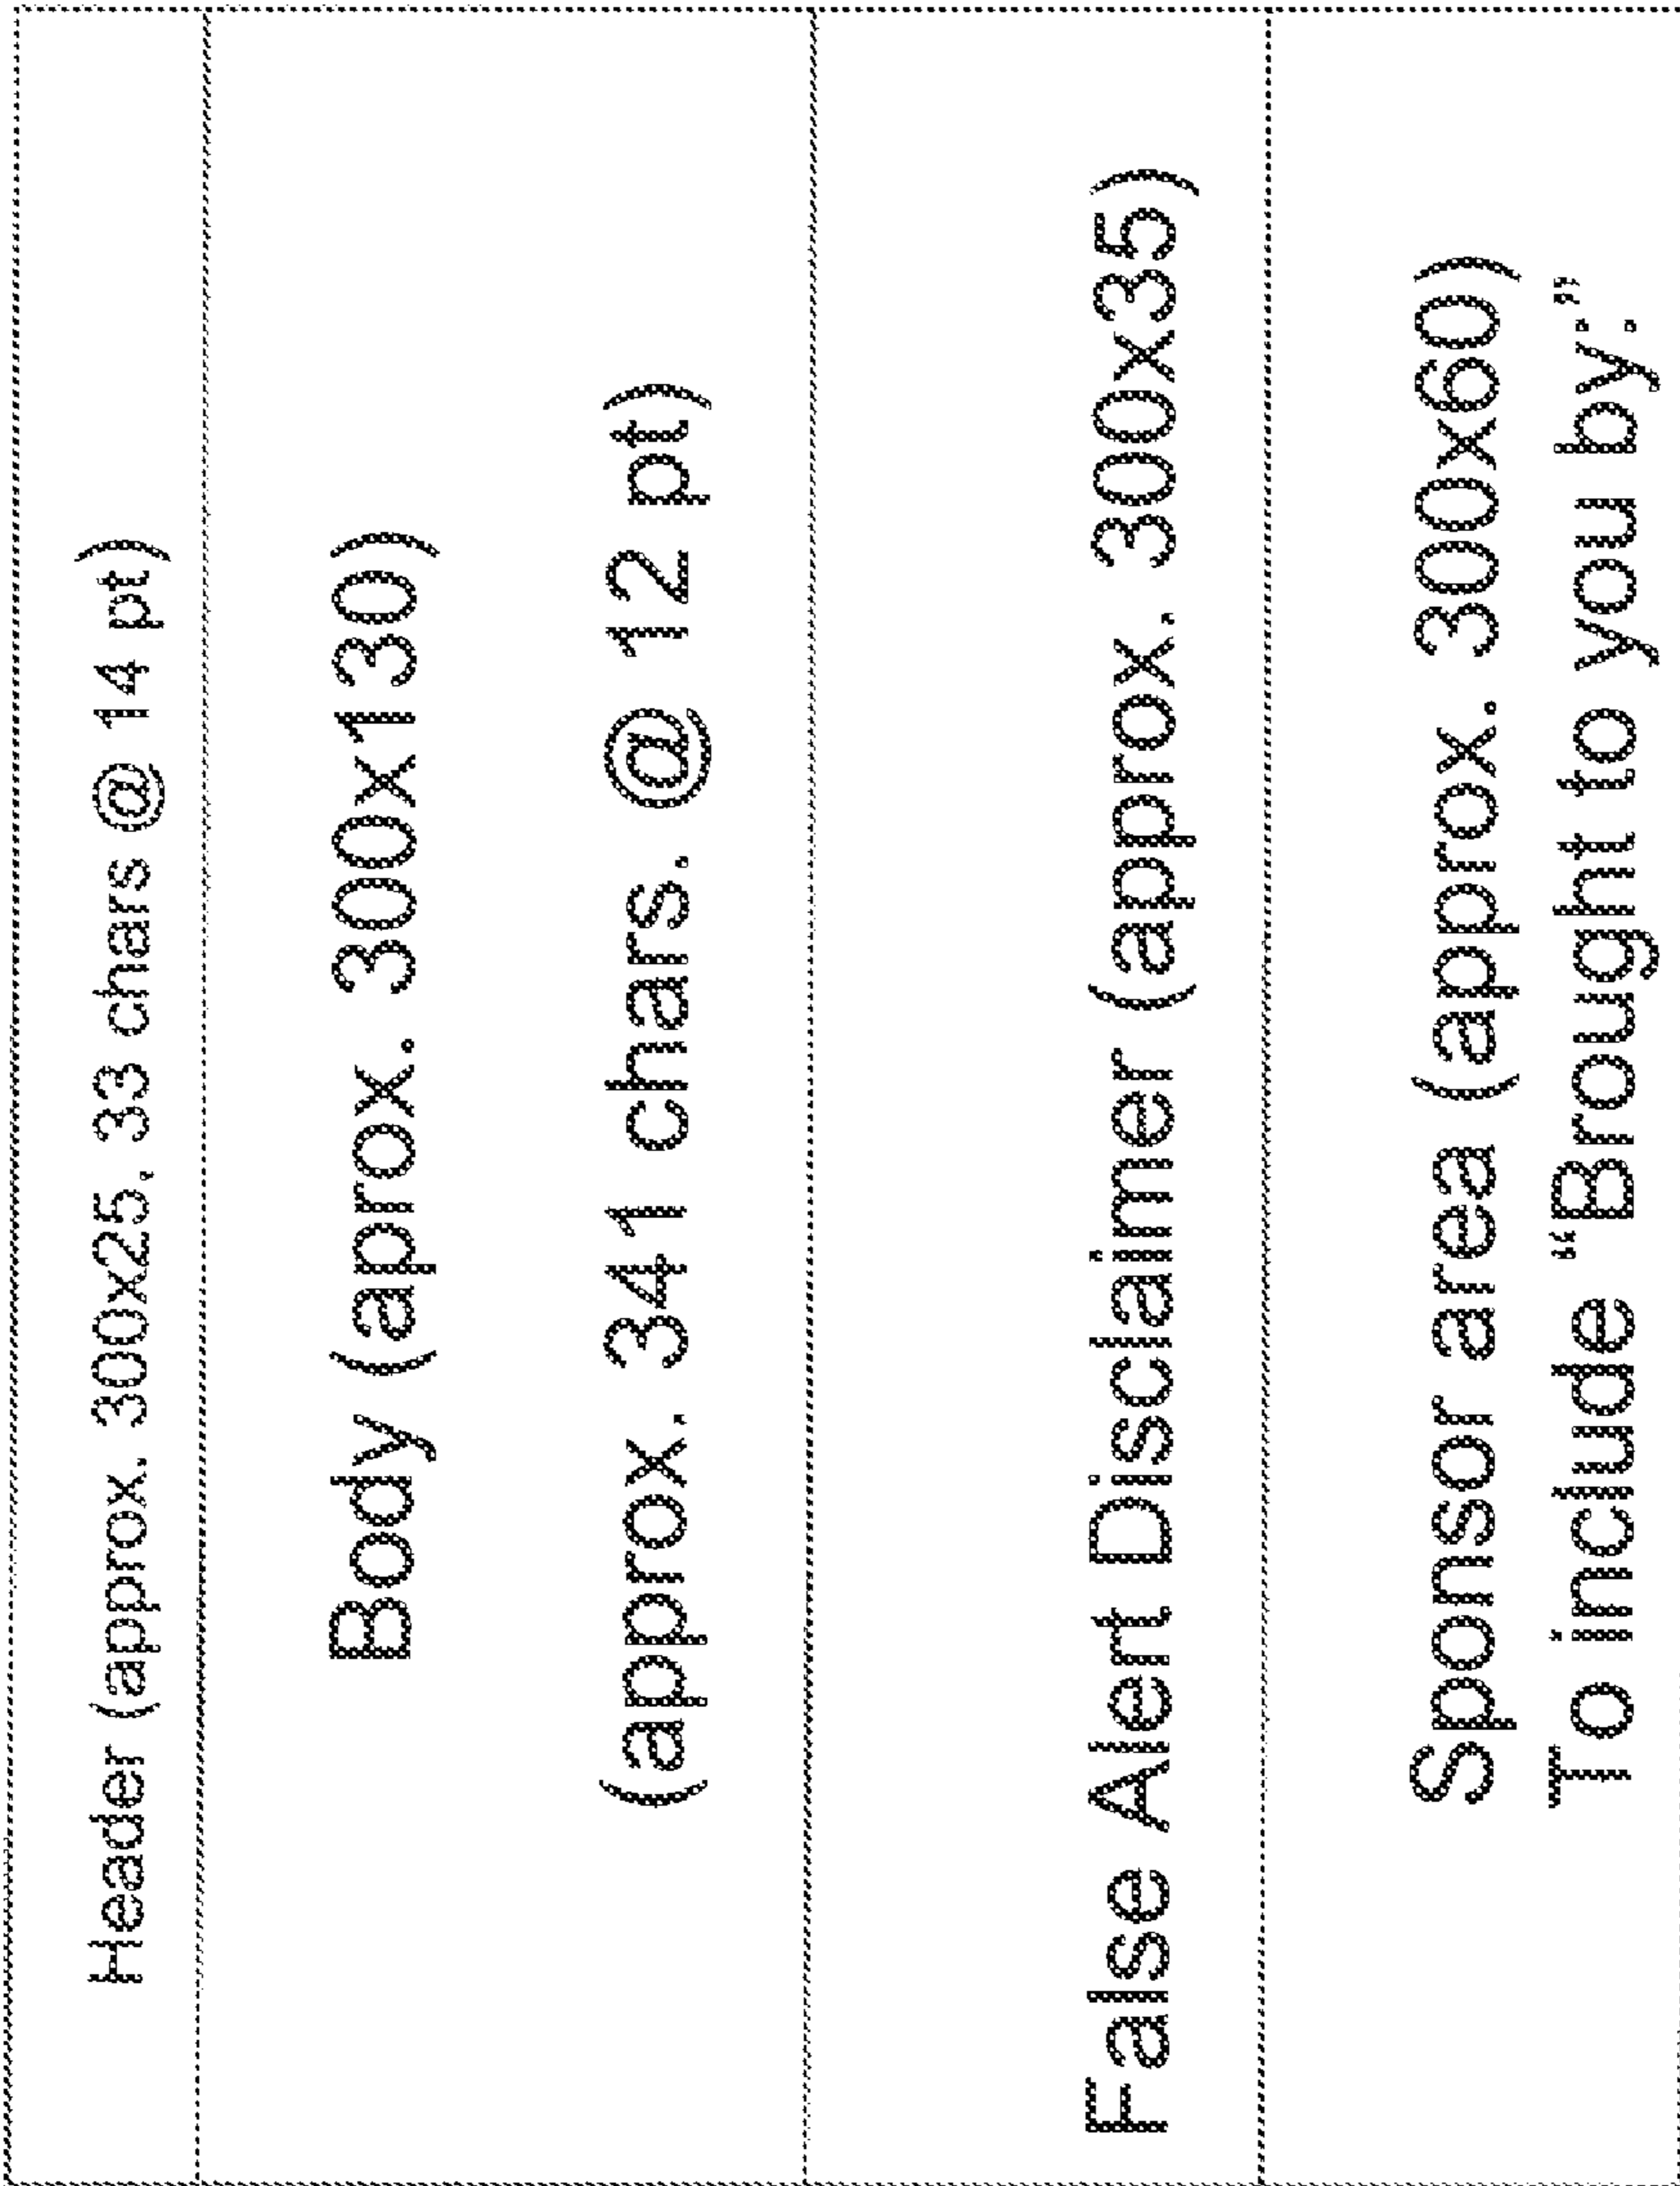 Header (approx. 300x25, 33 chars @ 14 pt)
Body (aprox. 300x130)
(approx. 341 chars. @ 12 pt)
False Alert Disclaimer (approx. 300x35)
Sponsor area (approx. 300x60)
To include “Brought to you by:”